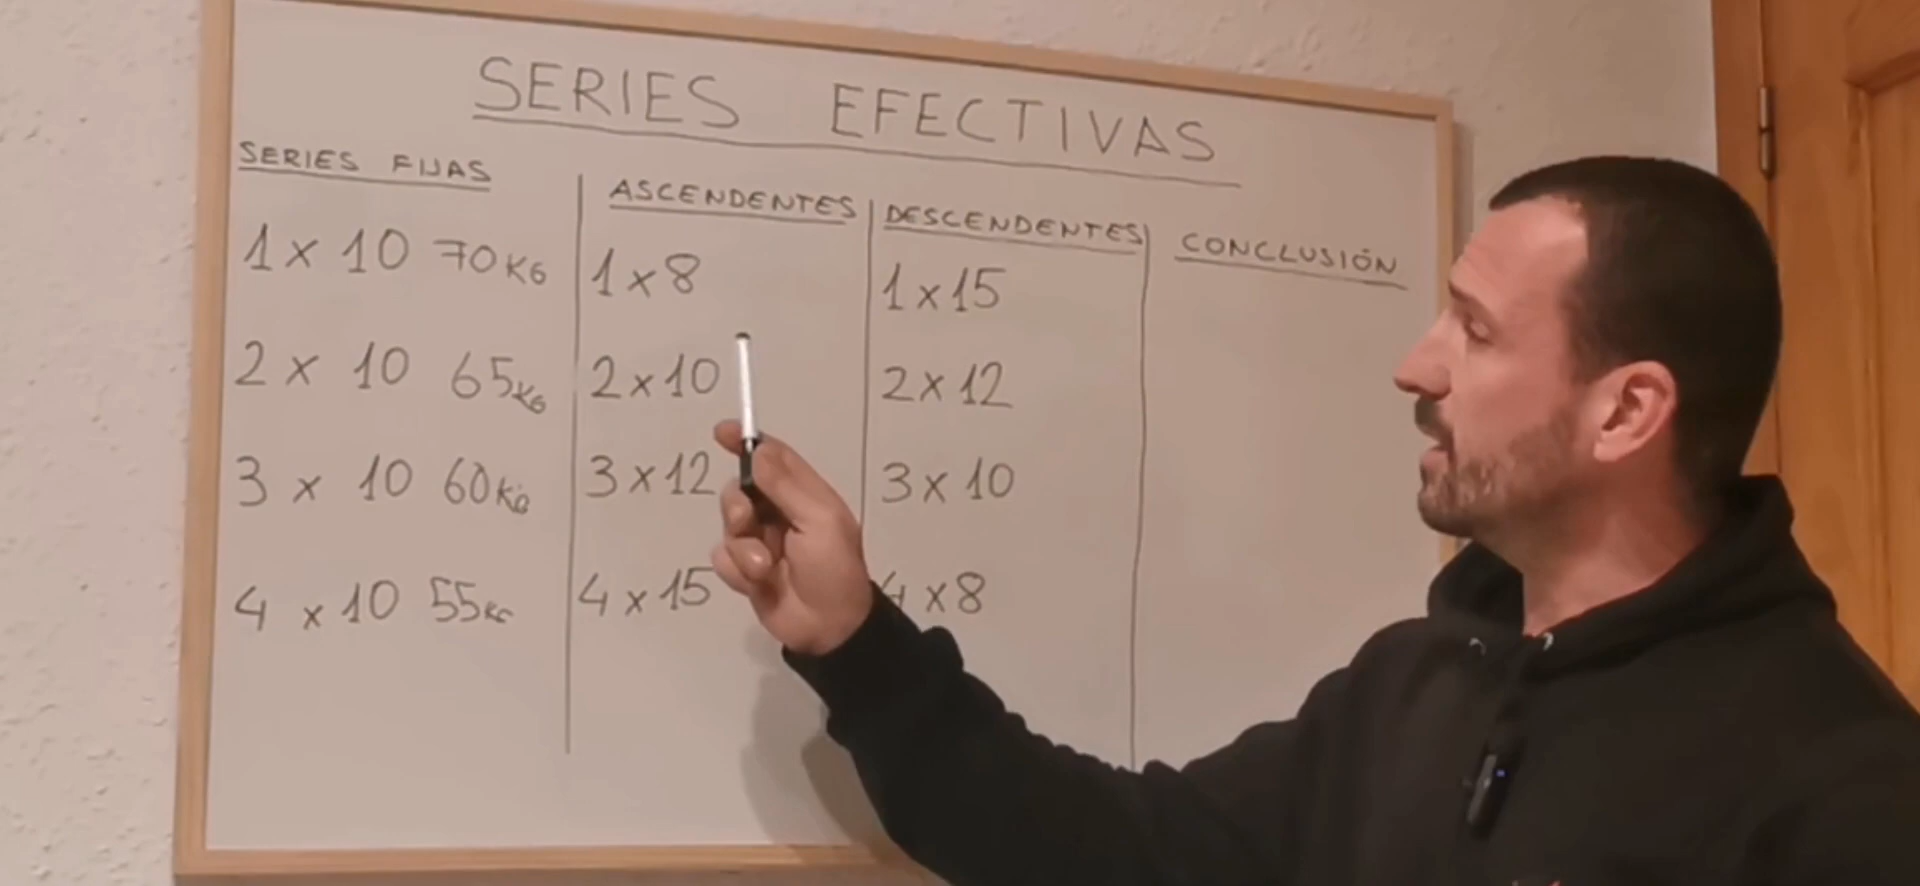 SERIES EFECTIVAS
SERIES FIJAS
1 x 10 70KG
2 x 10 65KG
3 x 10 60KG
4 x 10 55KG
ASCENDENTES
1 x 8
2 x 10
3 x 12
4 x 15
DESCENDENTES
1 x 15
2 x 12
3 x 10
4 x 8
CONCLUSIÓN